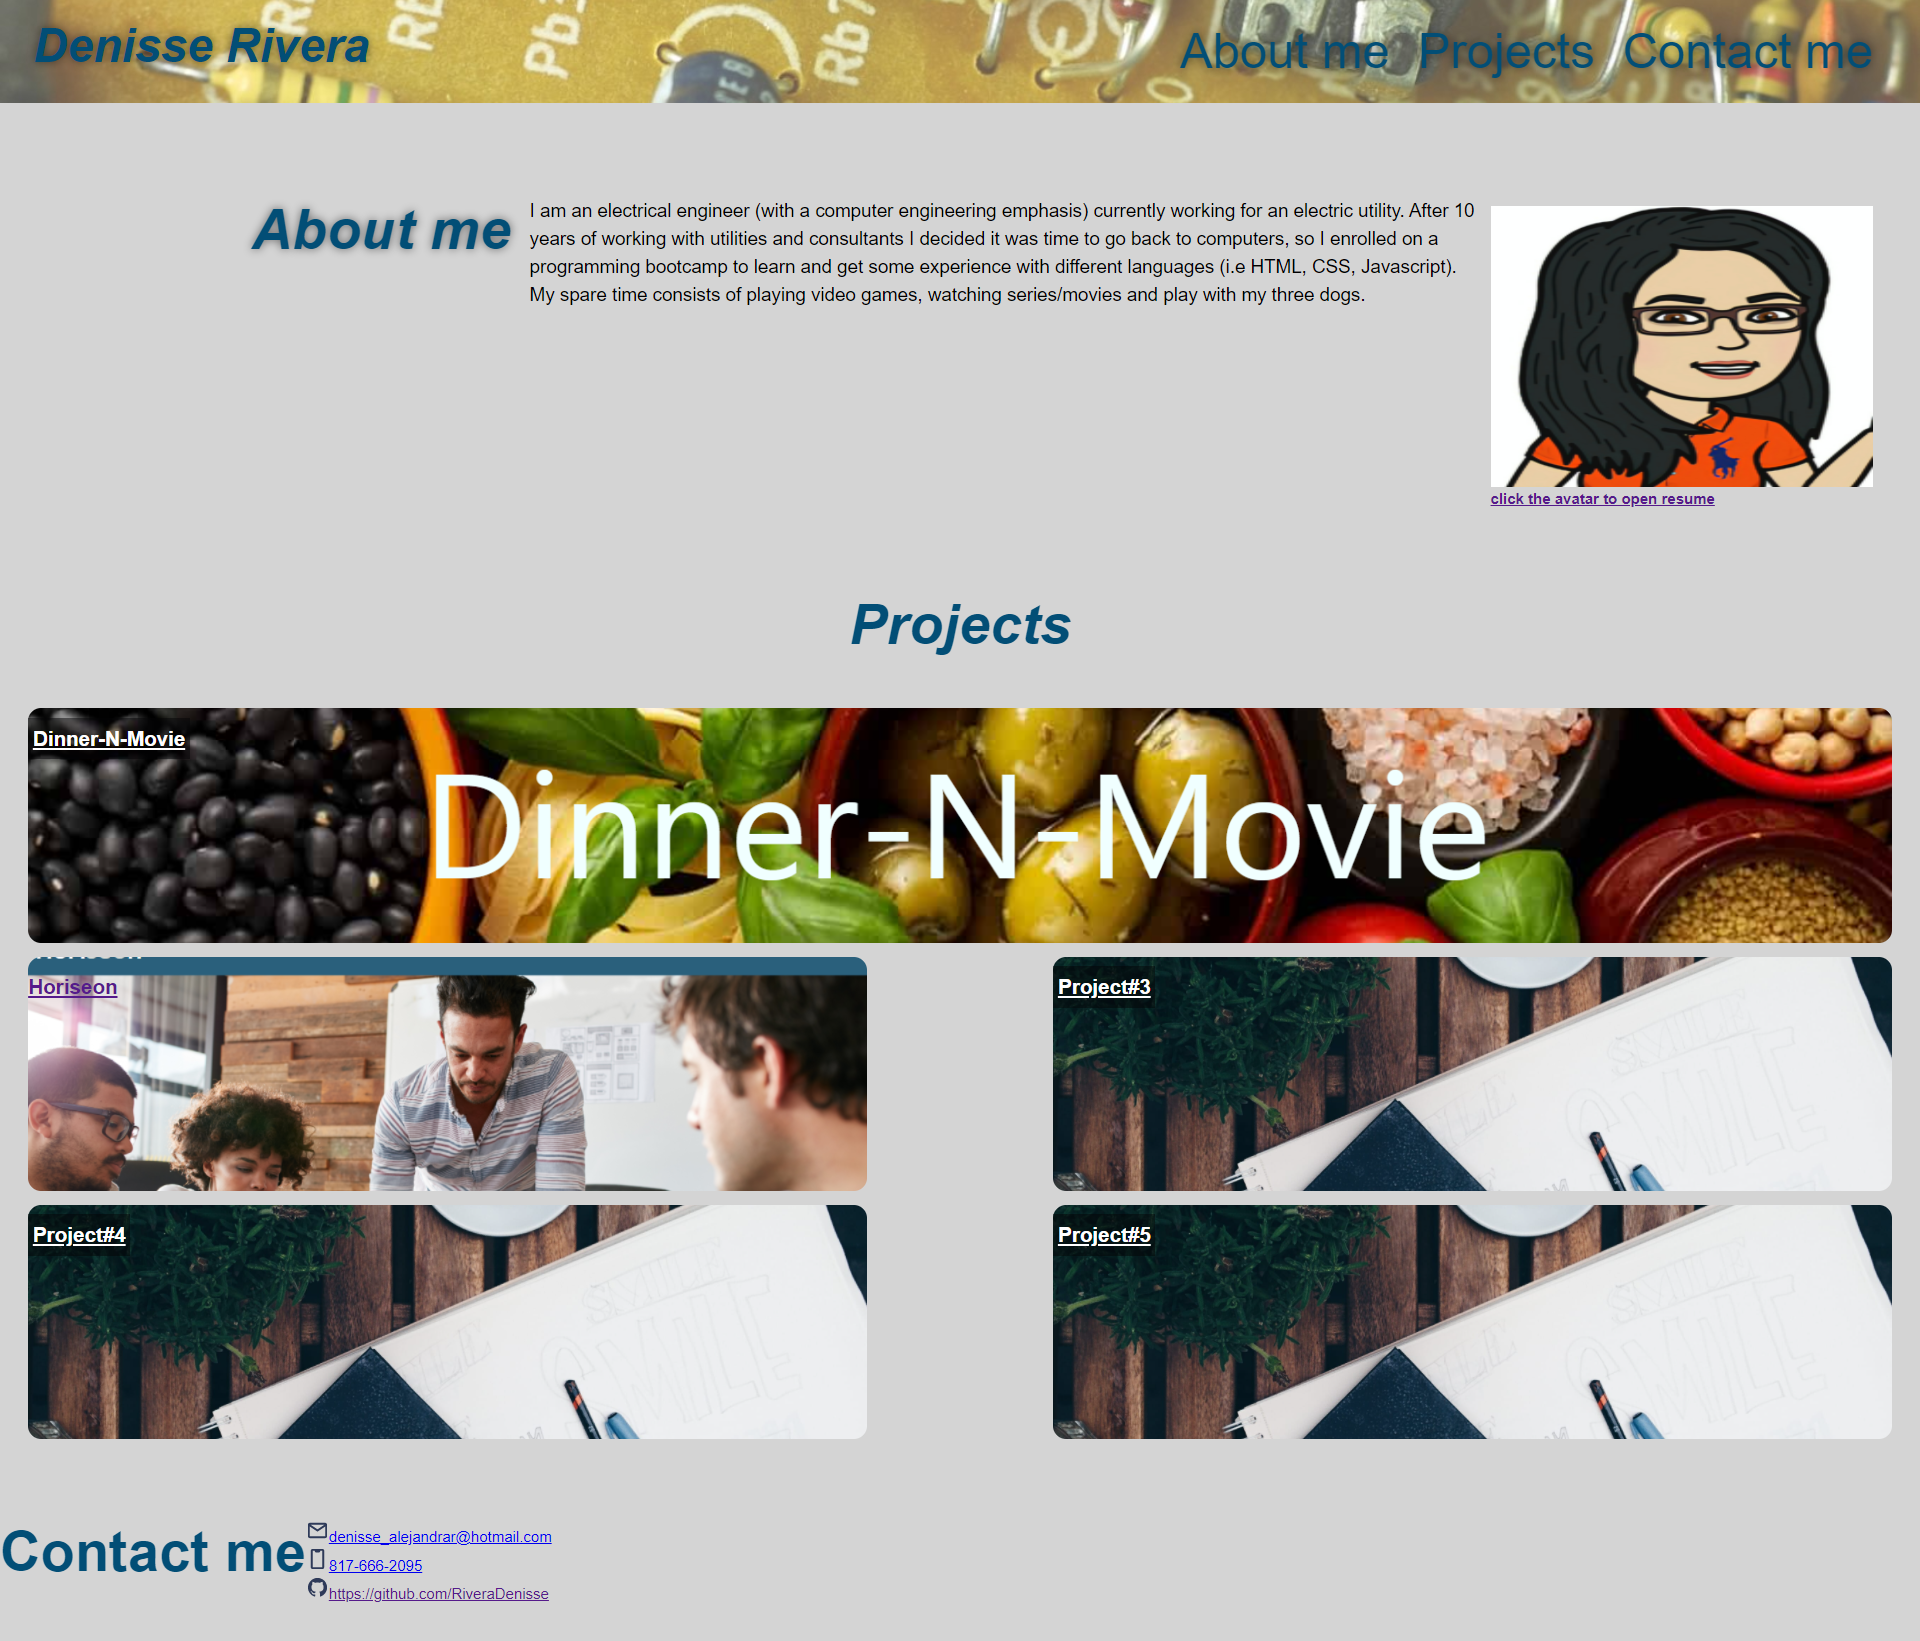 Denisse Rivera
About me Projects Contact me
About me
I am an electrical engineer (with a computer engineering emphasis) currently working for an electric utility. After 10
years of working with utilities and consultants I decided it was time to go back to computers, so I enrolled on a
programming bootcamp to learn and get some experience with different languages (i.e HTML, CSS, Javascript).
My spare time consists of playing video games, watching series/movies and play with my three dogs.
click the avatar to open resume
Projects
Dinner-N-Movie
Dinner-N-Movie
Horiseon
Project#3
Project#4
Project#5
Contact me
denisse_alejandrar@hotmail.com
817-666-2095
https://github.com/RiveraDenisse